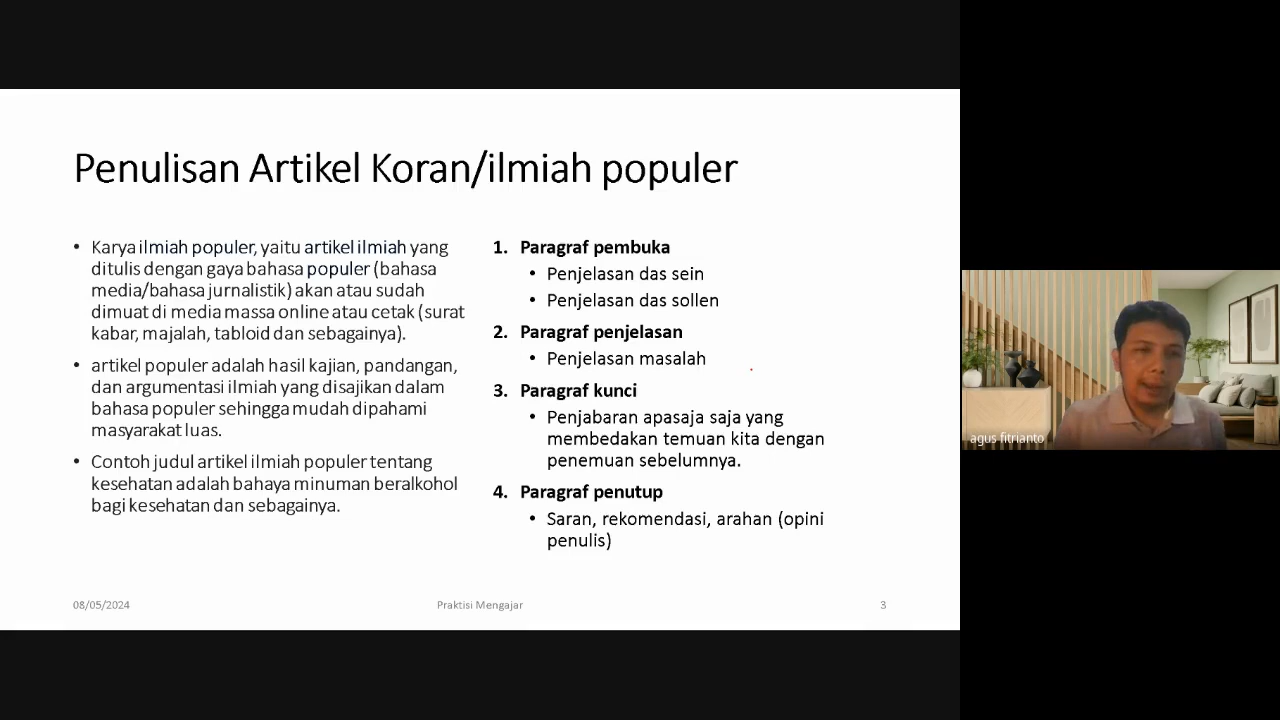 Penulisan Artikel Koran/ilmiah populer
• Karya ilmiah populer, yaitu artikel ilmiah yang
ditulis dengan gaya bahasa populer (bahasa
media/bahasa jurnalistik) akan atau sudah
dimuat di media massa online atau cetak (surat
kabar, majalah, tabloid dan sebagainya).
• artikel populer adalah hasil kajian, pandangan,
dan argumentasi ilmiah yang disajikan dalam
bahasa populer sehingga mudah dipahami
masyarakat luas.
• Contoh judul artikel ilmiah populer tentang
kesehatan adalah bahaya minuman beralkohol
bagi kesehatan dan sebagainya.
1. Paragraf pembuka
• Penjelasan das sein
• Penjelasan das sollen
2. Paragraf penjelasan
• Penjelasan masalah
3. Paragraf kunci
• Penjabaran apasaja saja yang
membedakan temuan kita dengan
penemuan sebelumnya.
4. Paragraf penutup
• Saran, rekomendasi, arahan (opini
penulis)
08/05/2024
Praktisi Mengajar
3
agus fitrianto